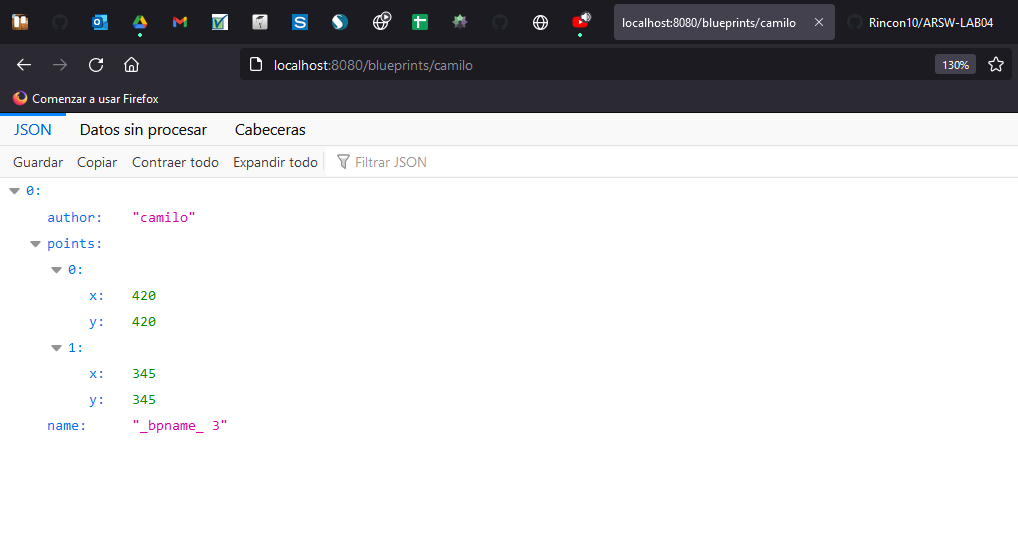 localhost:8080/blueprints/camilo
Rincon10/ARSW-LAB04
localhost:8080/blueprints/camilo
130%
Comenzar a usar Firefox
JSON Datos sin procesar Cabeceras
Guardar Copiar Contraer todo Expandir todo Filtrar JSON
0:
author: "camilo"
points:
0:
x: 420
y: 420
1:
x: 345
y: 345
name: "_bpname_ 3"